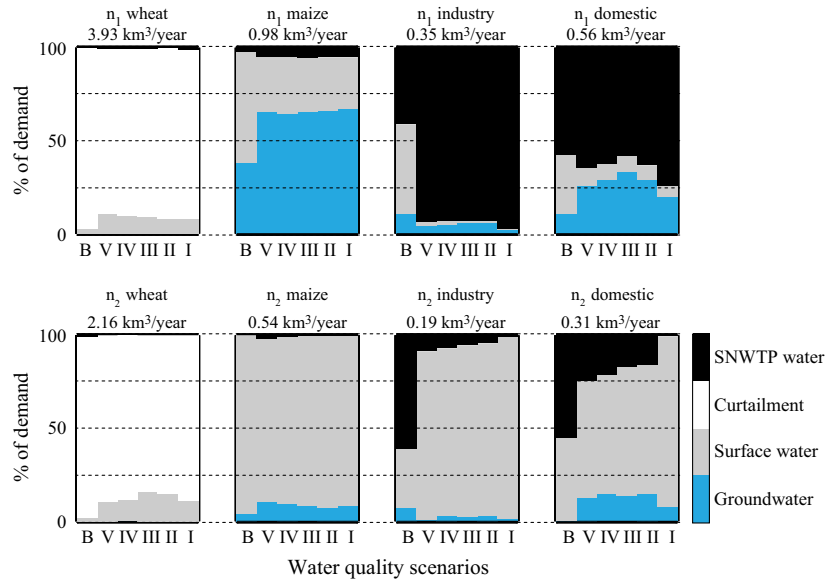 n1 wheat n1 maize n1 industry n1 domestic
3.93 km³/year 0.98 km³/year 0.35 km³/year 0.56 km³/year
100
50
0
% of demand
B V IV III II I B V IV III II I B V IV III II I B V IV III II I
n2 wheat n2 maize n2 industry n2 domestic
2.16 km³/year 0.54 km³/year 0.19 km³/year 0.31 km³/year
100
50
0
% of demand
SNWTP water
Curtailment
Surface water
Groundwater
B V IV III II I B V IV III II I B V IV III II I B V IV III II I
Water quality scenarios